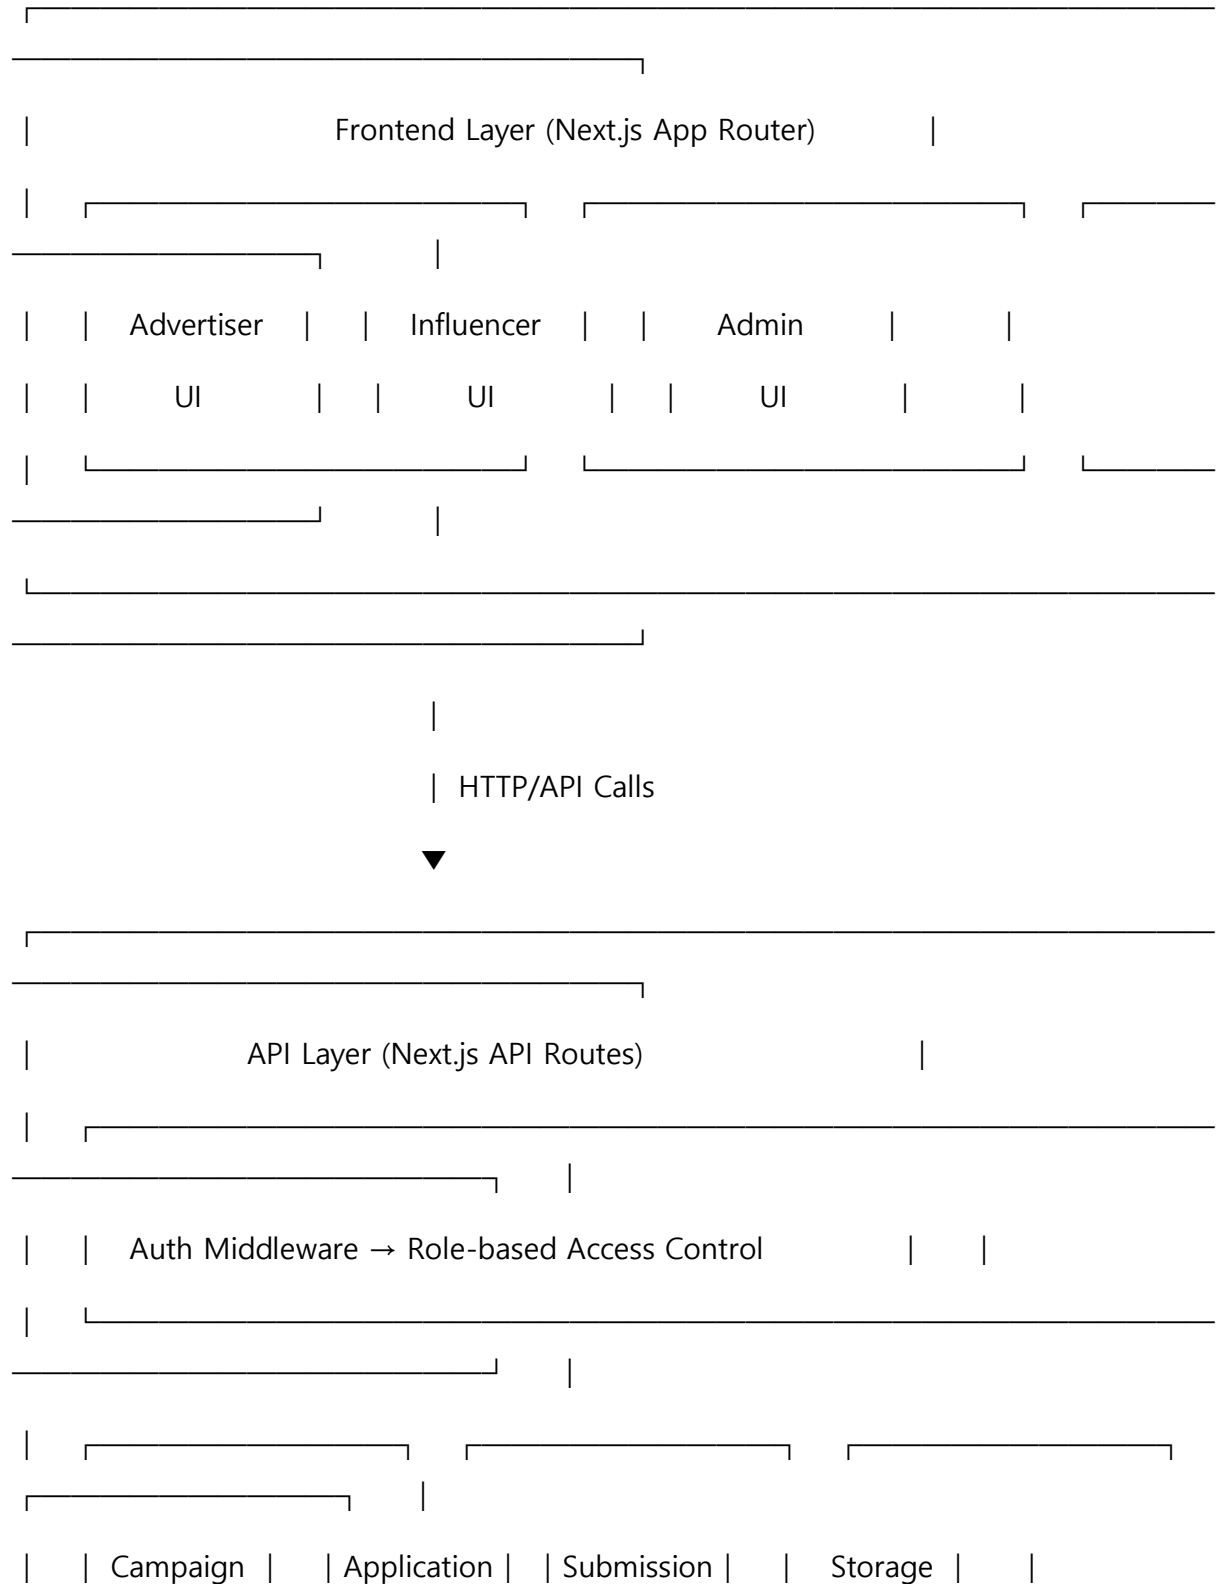 Frontend Layer (Next.js App Router)
Advertiser Influencer Admin
UI UI UI
HTTP/API Calls
▼
API Layer (Next.js API Routes)
Auth Middleware → Role-based Access Control
Campaign Application Submission Storage